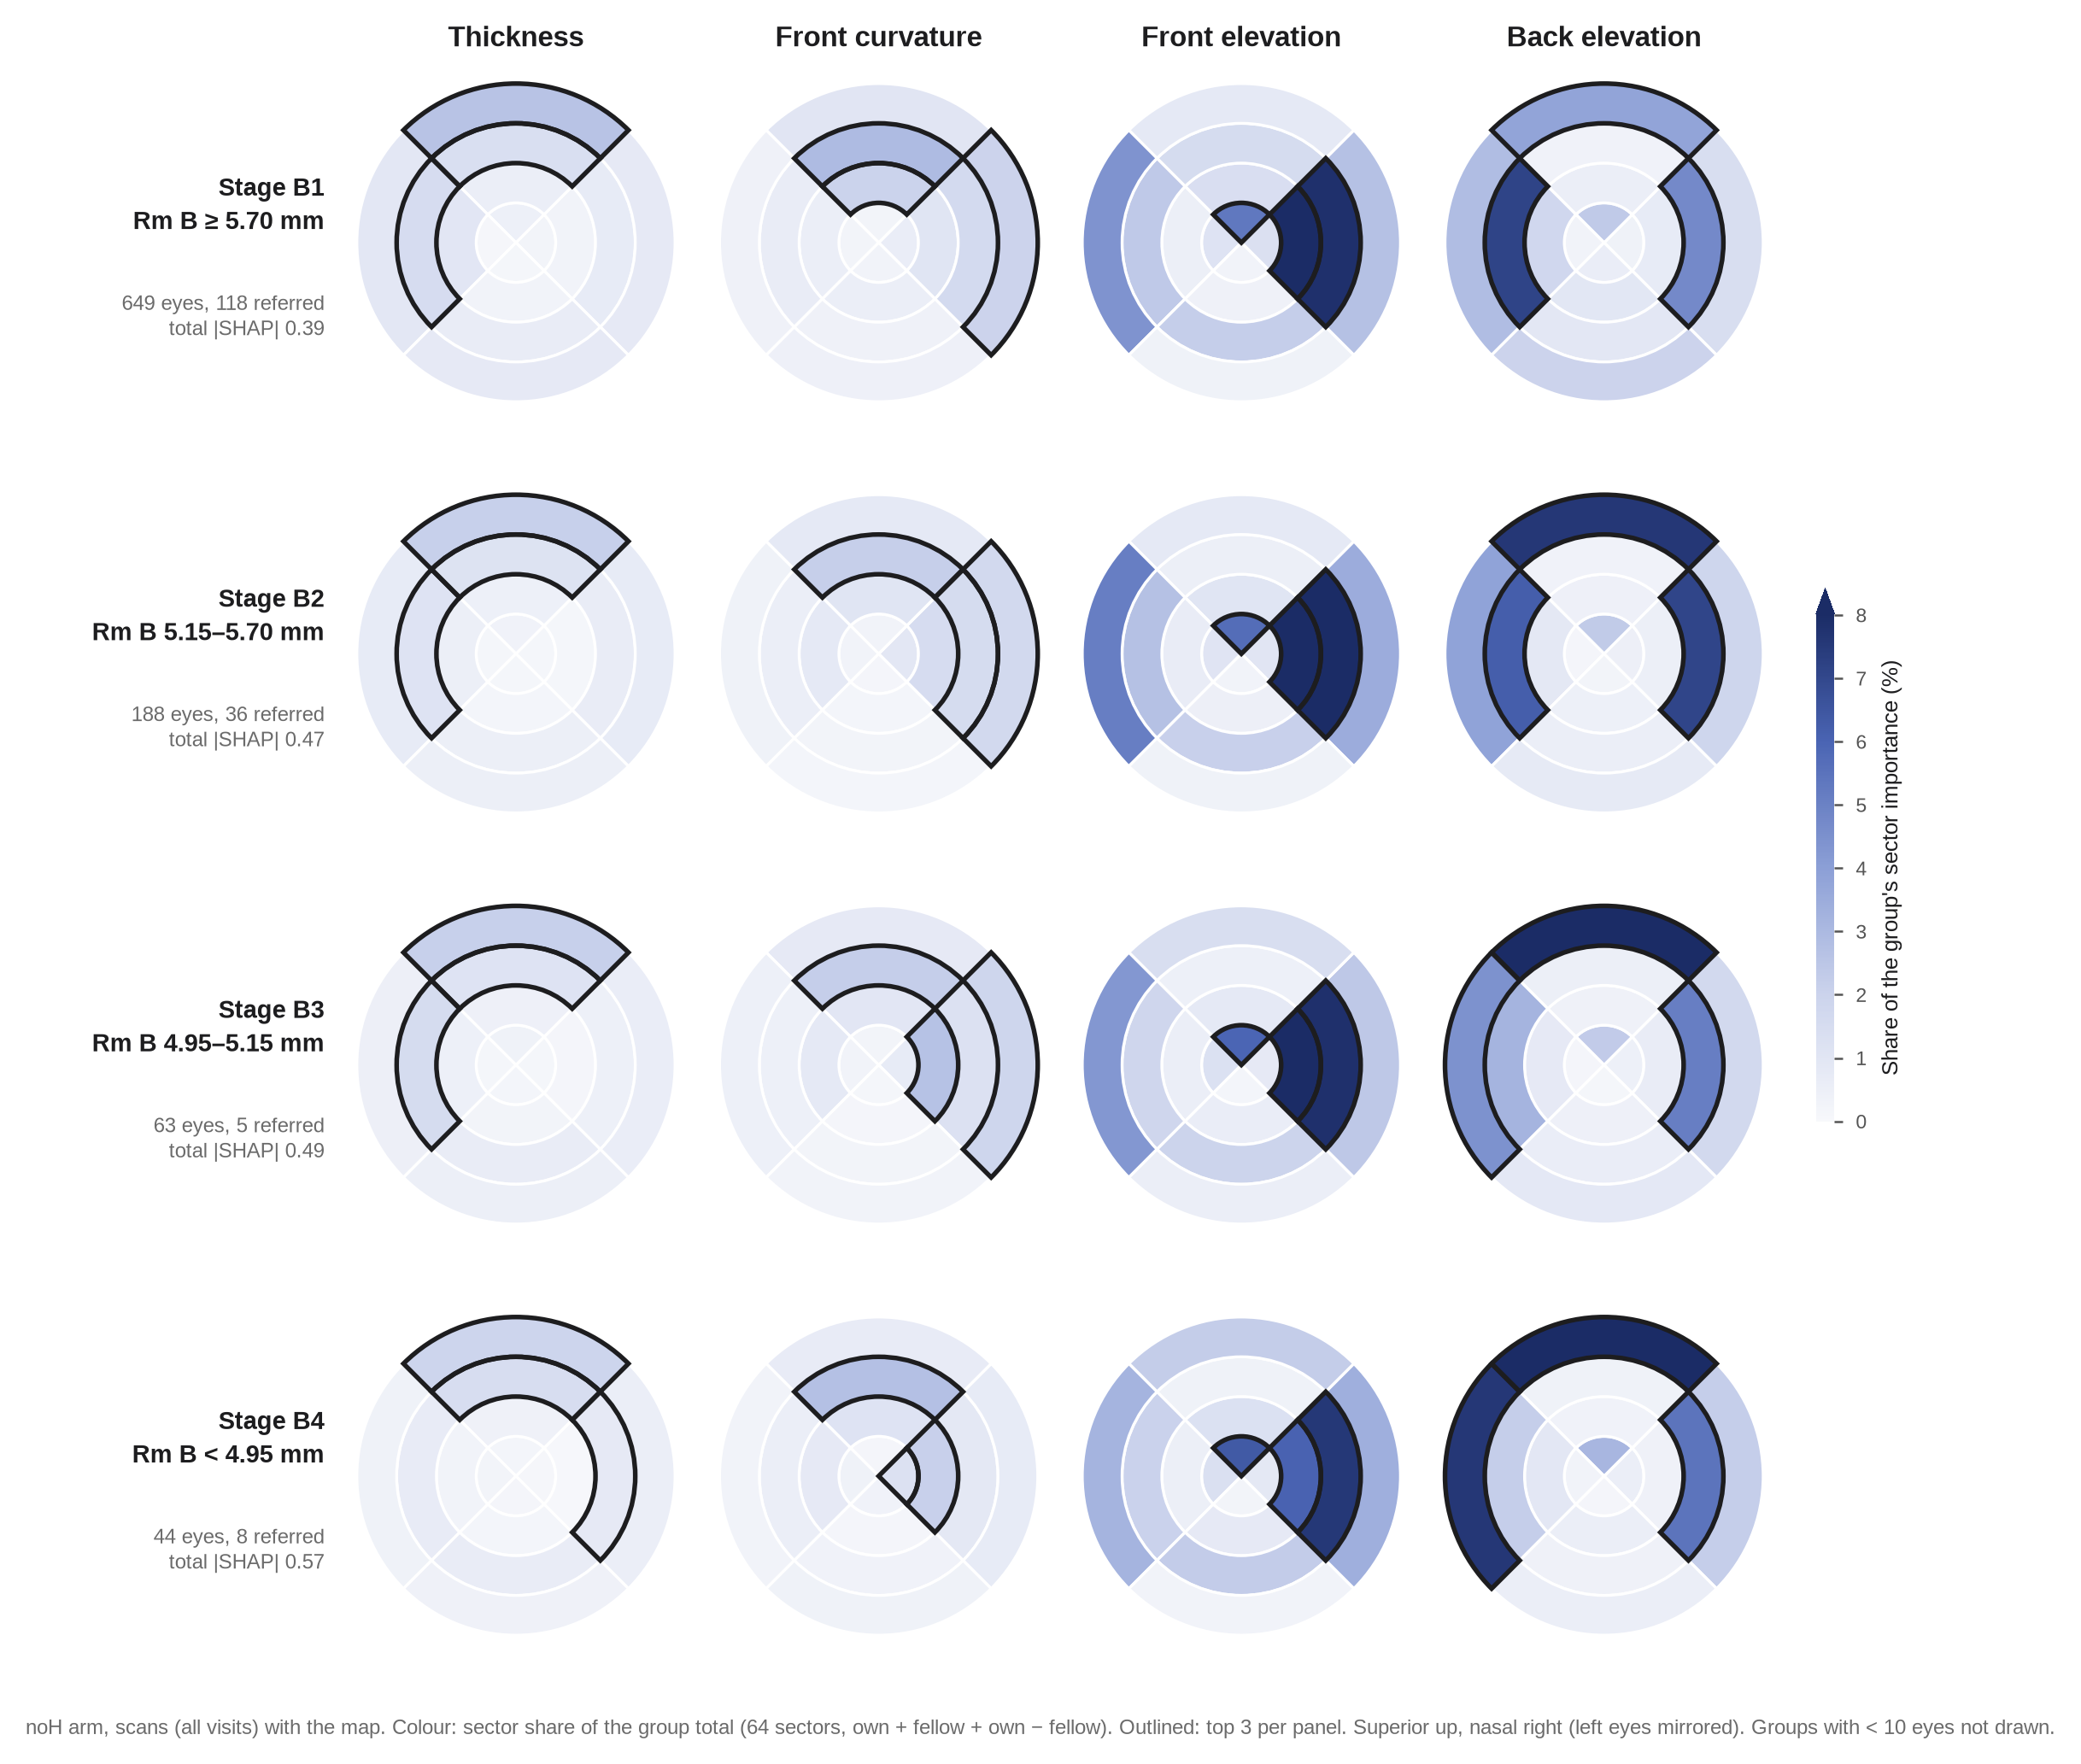 Thickness
Front curvature
Front elevation
Back elevation
Stage B1
Rm B ≥ 5.70 mm
649 eyes, 118 referred
total |SHAP| 0.39
Stage B2
Rm B 5.15–5.70 mm
188 eyes, 36 referred
total |SHAP| 0.47
Stage B3
Rm B 4.95–5.15 mm
63 eyes, 5 referred
total |SHAP| 0.49
Stage B4
Rm B < 4.95 mm
44 eyes, 8 referred
total |SHAP| 0.57
8
7
6
5
4
3
2
1
0
Share of the group's sector importance (%)
noH arm, scans (all visits) with the map. Colour: sector share of the group total (64 sectors, own + fellow + own − fellow). Outlined: top 3 per panel. Superior up, nasal right (left eyes mirrored). Groups with < 10 eyes not drawn.